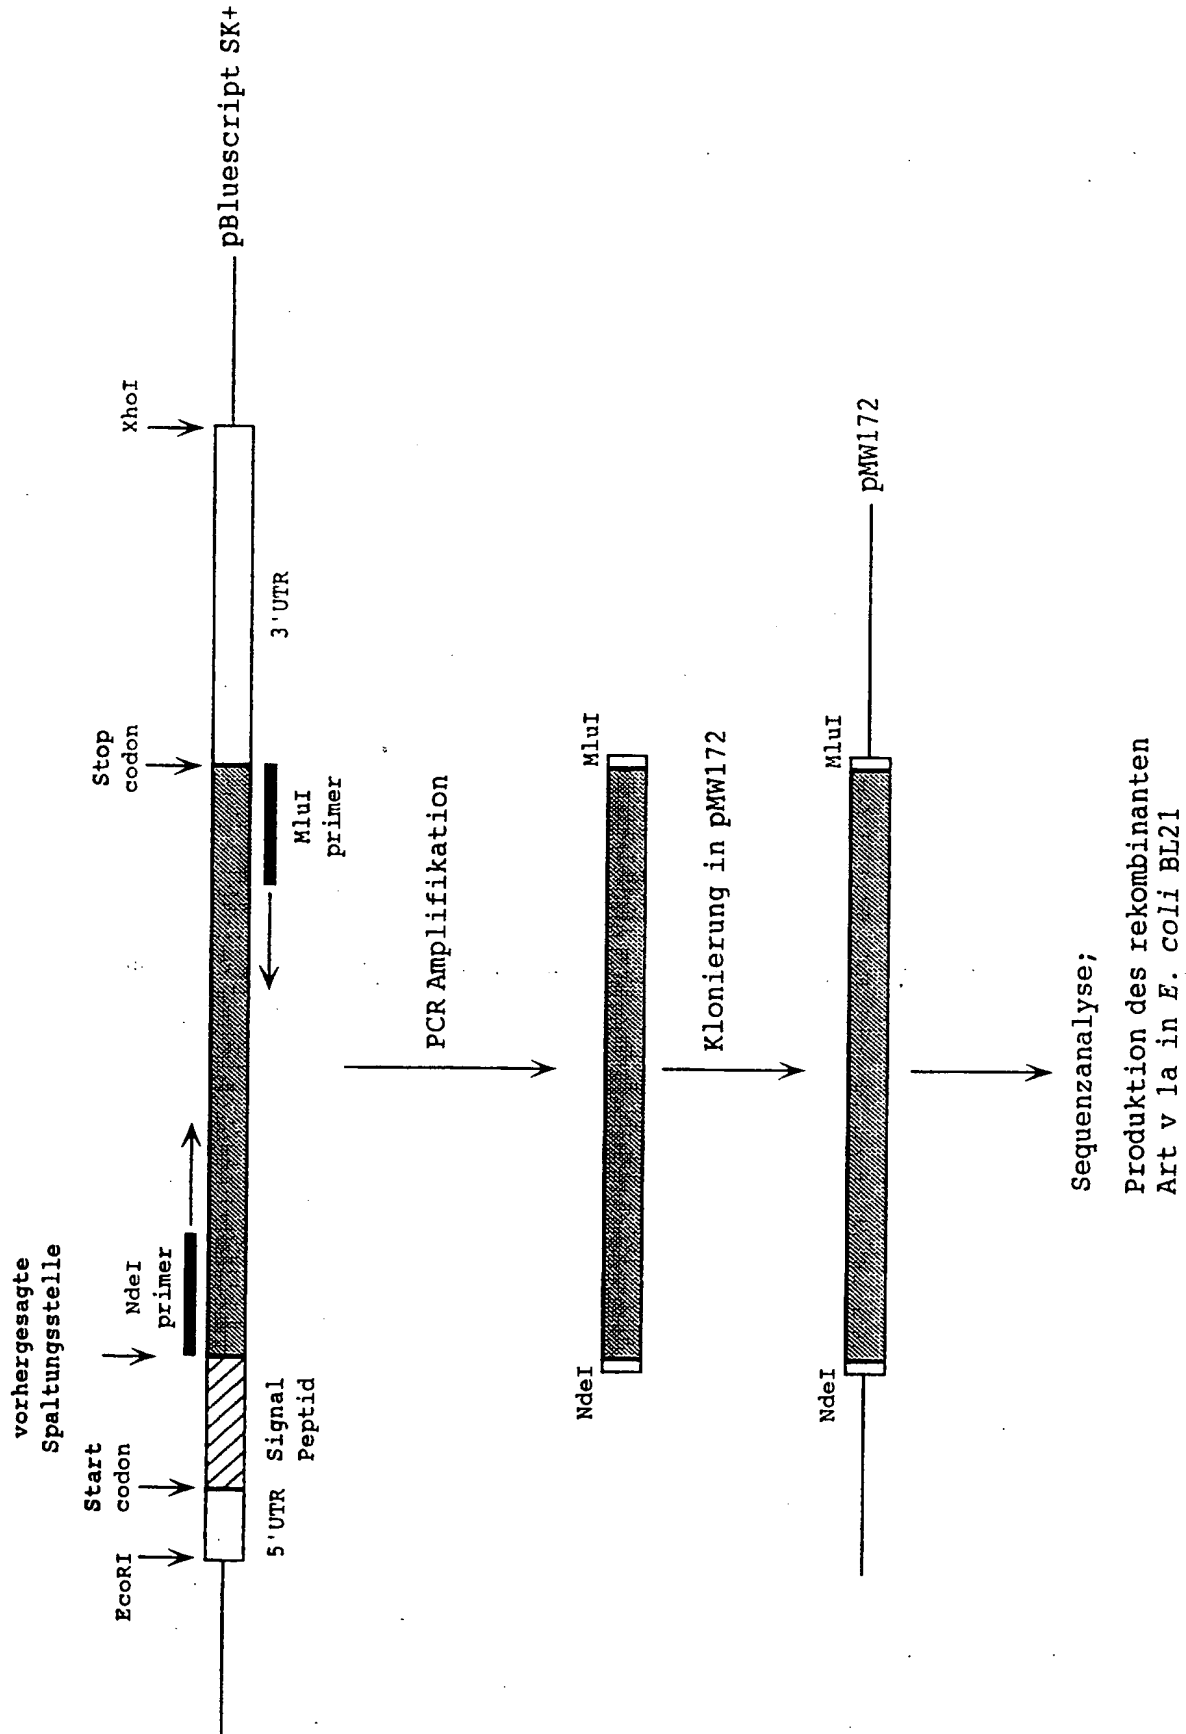 vorhergesagte
Spaltungsstelle
EcoRI
Start
codon
NdeI
primer
Stop
codon
XhoI
pBluescript SK+
5'UTR
Signal
Peptid
MluI
primer
3'UTR
PCR Amplifikation
NdeI
MluI
Klonierung in pMW172
NdeI
MluI
pMW172
Sequenzanalyse;
Produktion des rekombinanten
Art v 1a in E. coli BL21